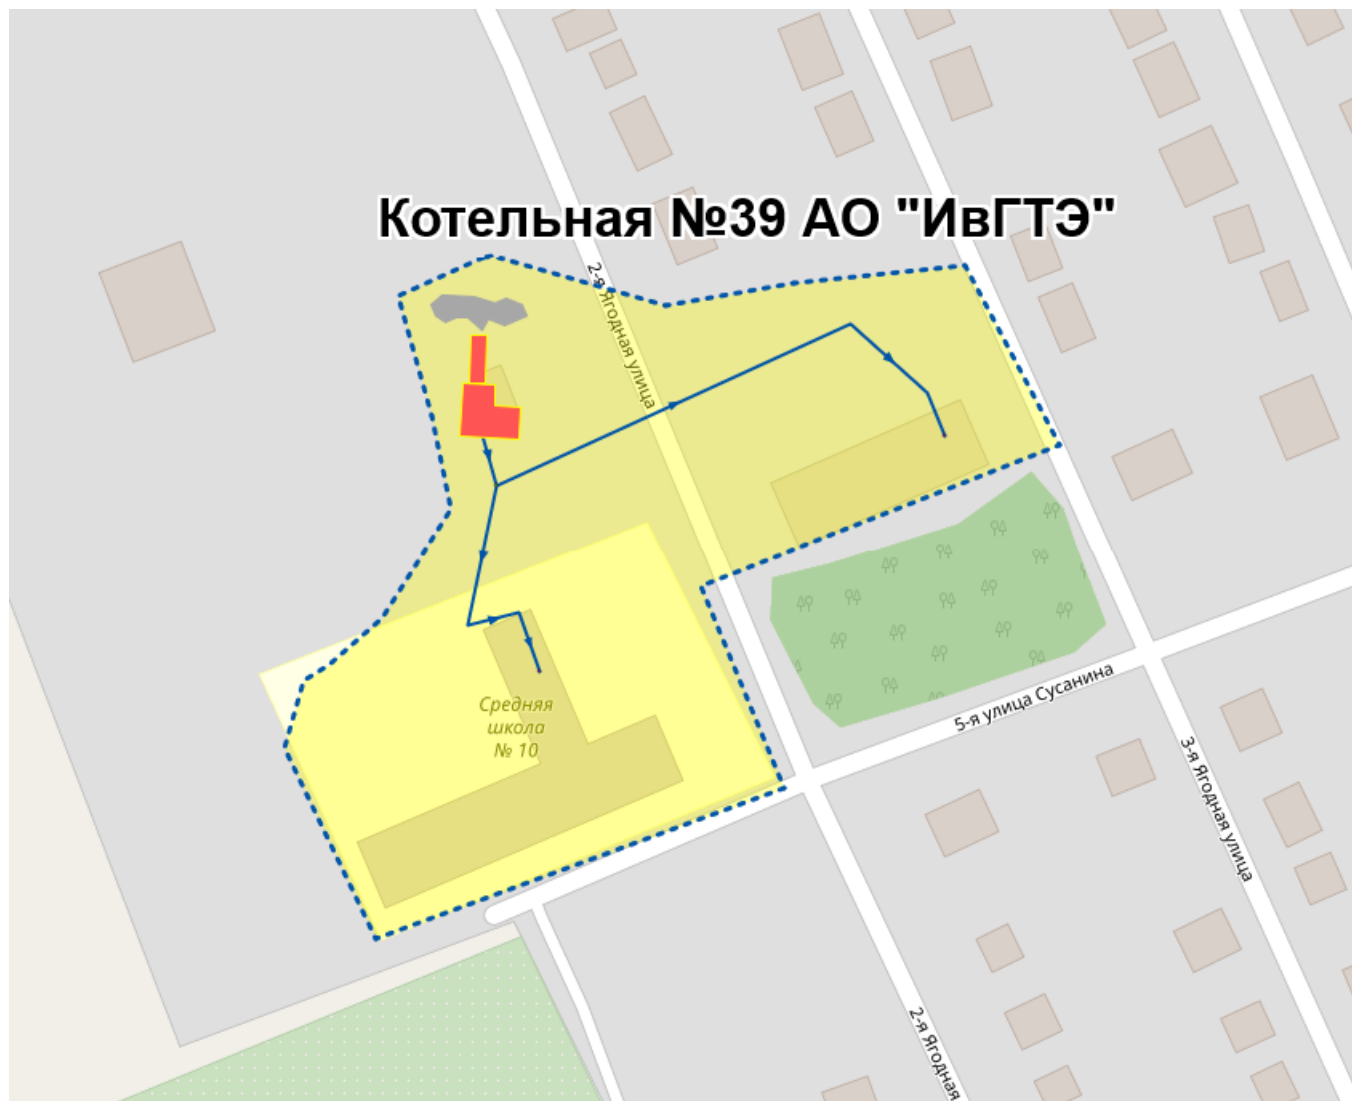 Котельная №39 АО "ИвГТЭ"
2-я Ягодная улица
Средняя
школа
№ 10
5-я улица Сусанина
3-я Ягодная улица
2-я Ягодная